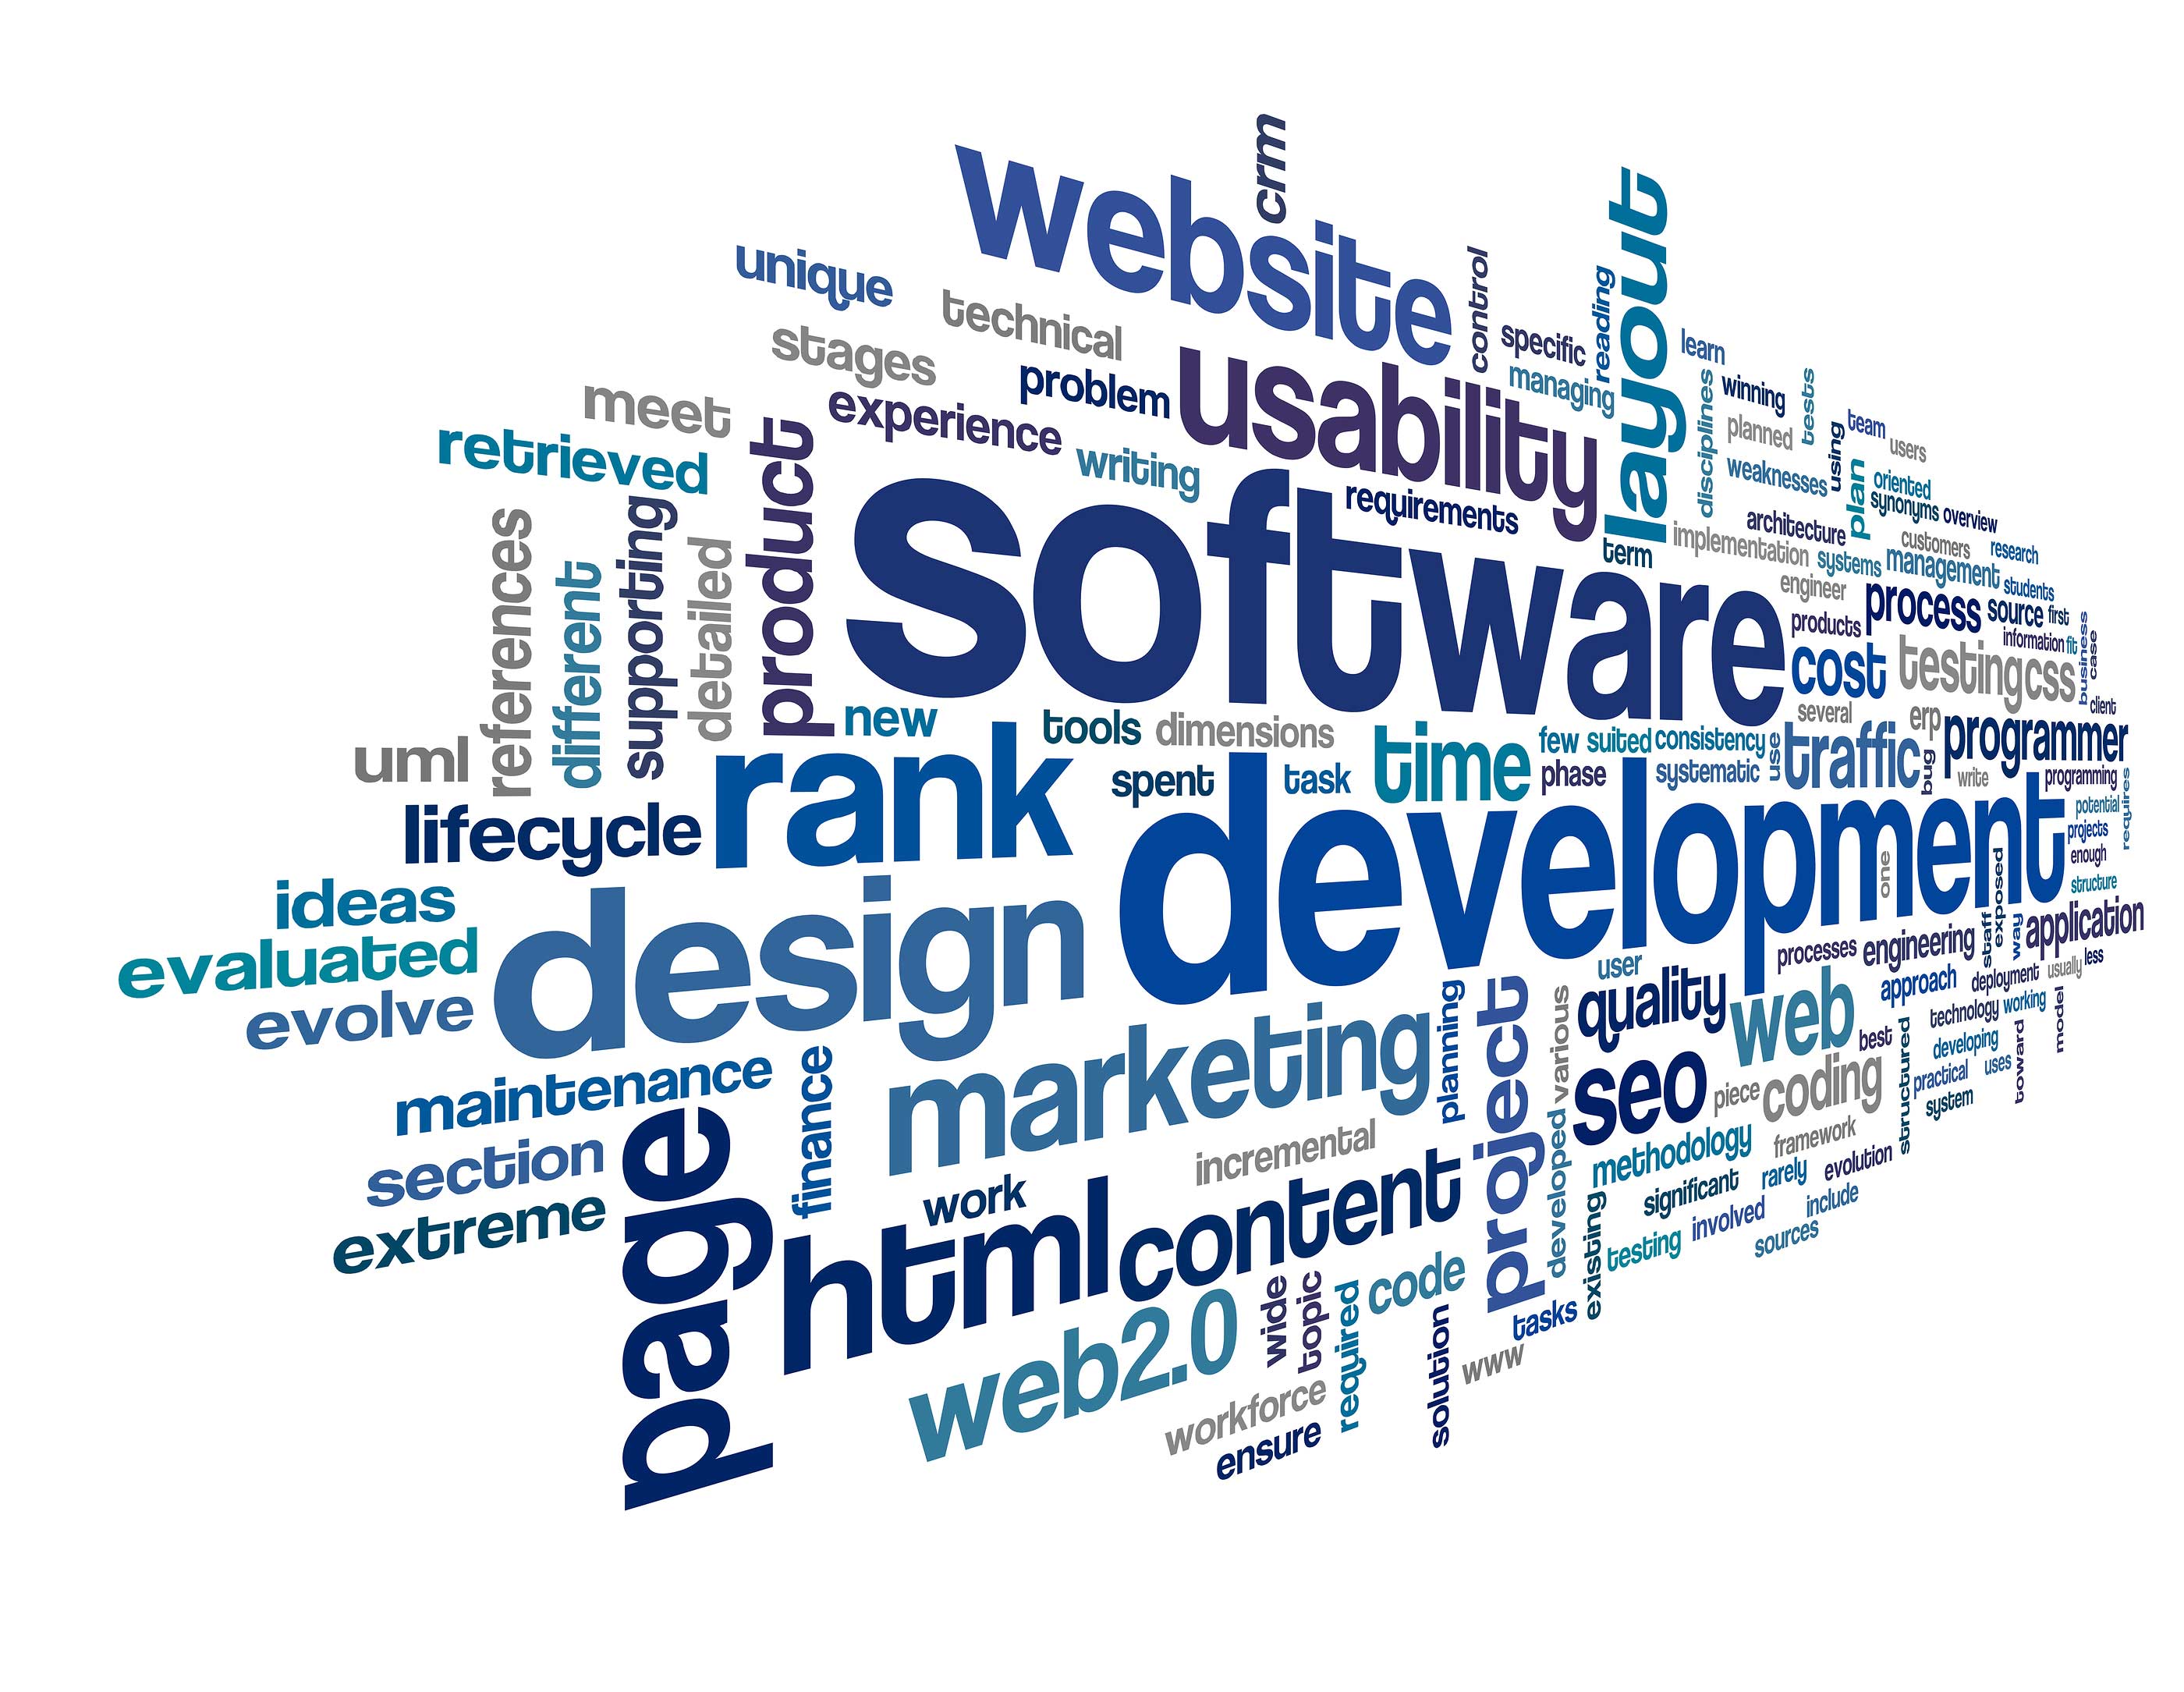 crm
website
layout
unique
technical
control
reading
specific
learn
stages
problem
usability
managing
disciplines
winning
tests
meet
experience
planned
using
team
users
retrieved
product
writing
weaknesses
plan
oriented
synonyms
overview
requirements
references
different
supporting
detailed
software
term
implementation
architecture
customers
research
systems
management
students
engineer
process
source
first
products
information
fit
business
case
cost
testing
css
client
new
tools
dimensions
several
erp
programmer
uml
rank
time
few
suited
consistency
use
traffic
bug
spent
task
phase
systematic
write
programming
requires
lifecycle
development
potential
projects
enough
one
exposed
structure
ideas
design
evaluated
evolve
processes
engineering
staff
way
application
user
quality
web
approach
deployment
usually
less
maintenance
finance
marketing
planning
project
various
technology
working
model
best
structured
developing
toward
section
page
seo
piece
coding
practical
uses
system
extreme
incremental
developed
methodology
framework
work
html
content
existing
significant
rarely
evolution
testing
involved
include
sources
web2.0
wide
topic
required
code
solution
tasks
www
workforce
ensure